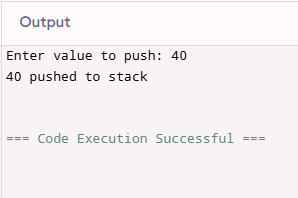 Output
Enter value to push: 40
40 pushed to stack
=== Code Execution Successful ===